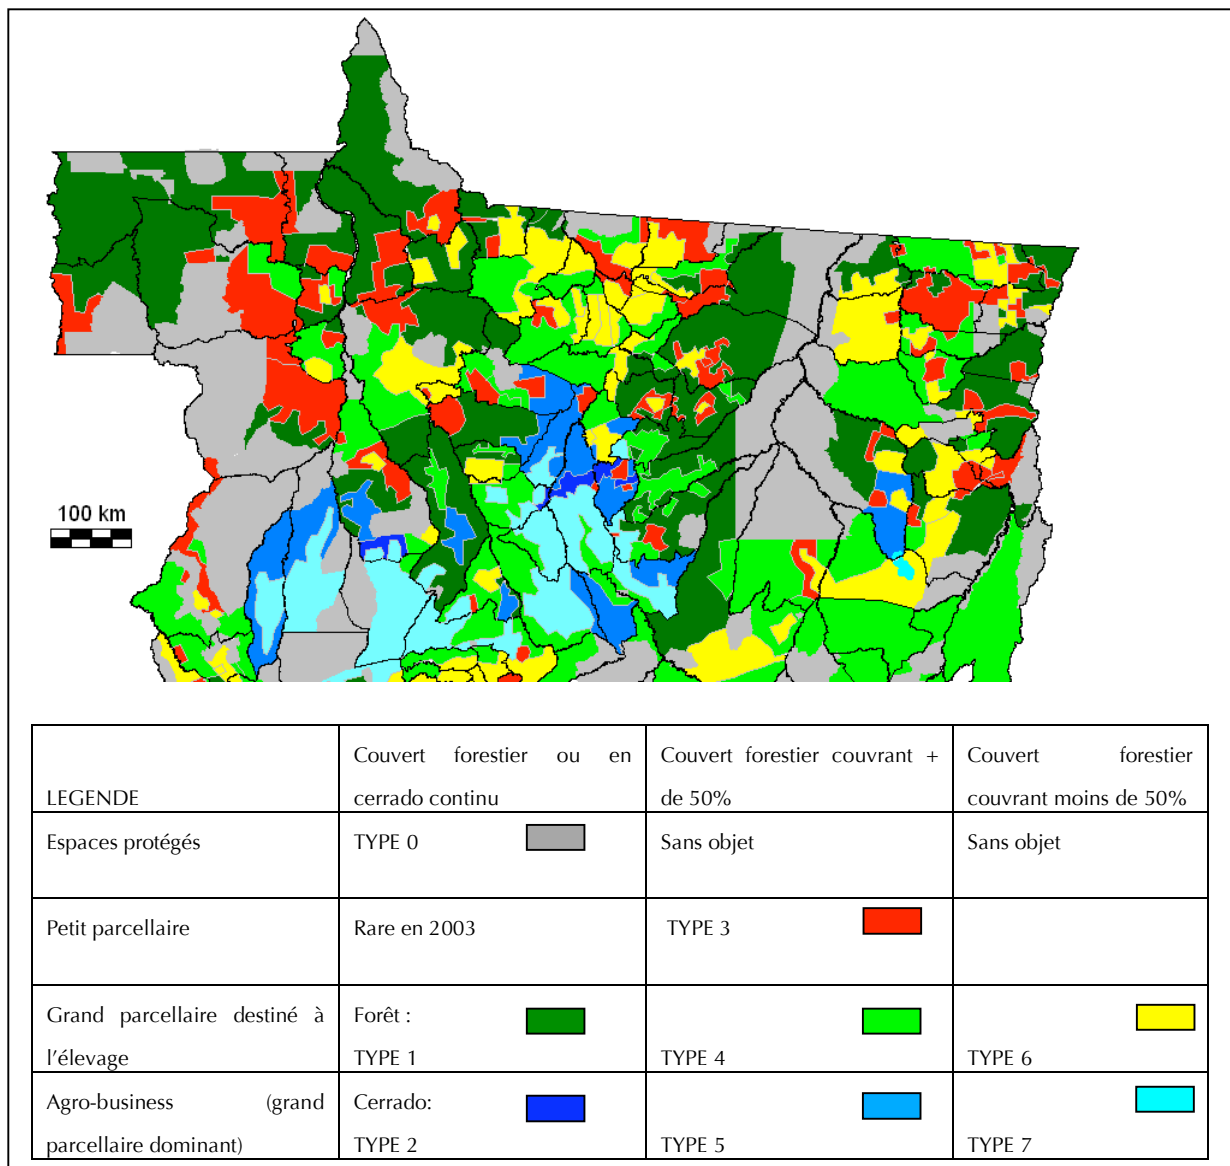 100 km
LEGENDE
Couvert forestier ou en
cerrado continu
Couvert forestier couvrant +
de 50%
Couvert forestier
couvrant moins de 50%
Espaces protégés
TYPE 0
Sans objet
Sans objet
Petit parcellaire
Rare en 2003
TYPE 3
Grand parcellaire destiné à
l'élevage
Forêt :
TYPE 1
TYPE 4
TYPE 6
Agro-business (grand
parcellaire dominant)
Cerrado:
TYPE 2
TYPE 5
TYPE 7